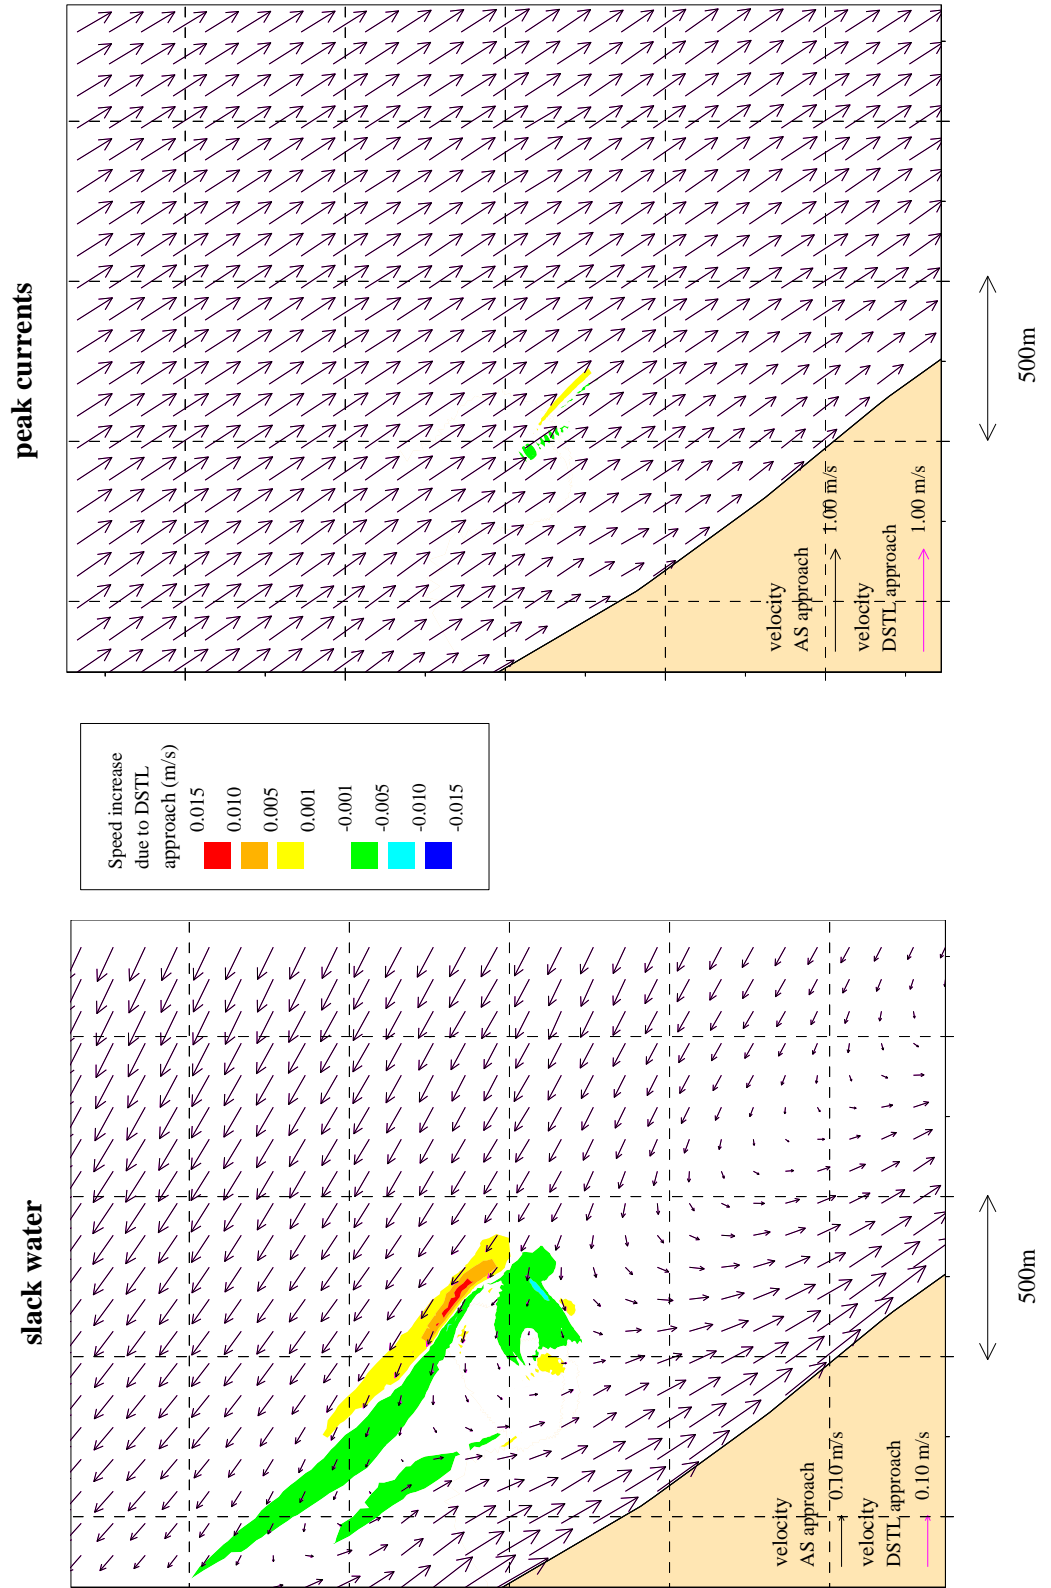 slack water
peak currents
Speed increase
due to DSTL
approach (m/s)
0.015
0.010
0.005
0.001
-0.001
-0.005
-0.010
-0.015
velocity
AS approach
0.10 m/s
velocity
DSTL approach
0.10 m/s
500m
velocity
AS approach
1.00 m/s
velocity
DSTL approach
1.00 m/s
500m